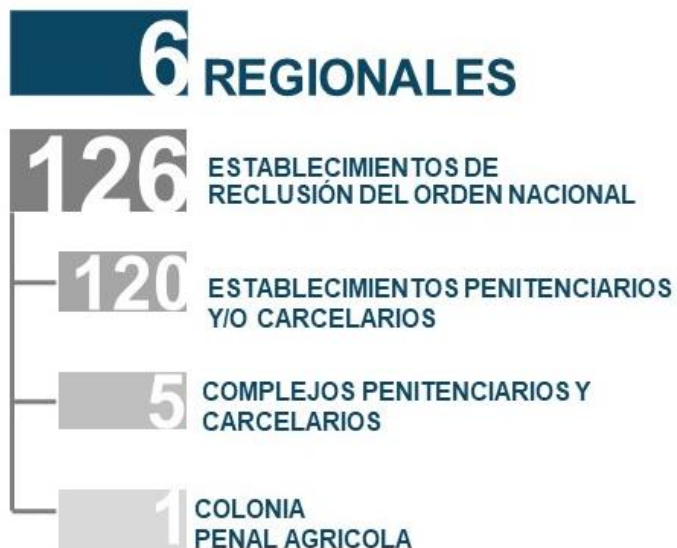 6 REGIONALES
126 ESTABLECIMIENTOS DE
RECLUSIÓN DEL ORDEN NACIONAL
120 ESTABLECIMIENTOS PENITENCIARIOS
Y/O CARCELARIOS
5 COMPLEJOS PENITENCIARIOS Y
CARCELARIOS
1 COLONIA
PENAL AGRICOLA